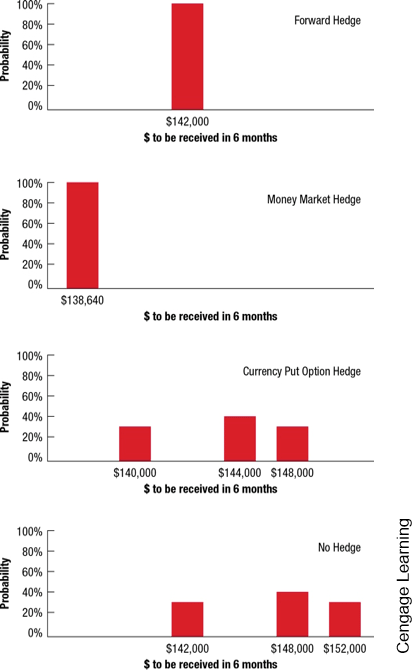 Forward Hedge
Probability
100%
80%
60%
40%
20%
0%
$142,000
$ to be received in 6 months
Money Market Hedge
Probability
100%
80%
60%
40%
20%
0%
$138,640
$ to be received in 6 months
Currency Put Option Hedge
Probability
100%
80%
60%
40%
20%
0%
$140,000 $144,000 $148,000
$ to be received in 6 months
No Hedge
Probability
100%
80%
60%
40%
20%
0%
$142,000 $148,000 $152,000
$ to be received in 6 months
Cengage Learning